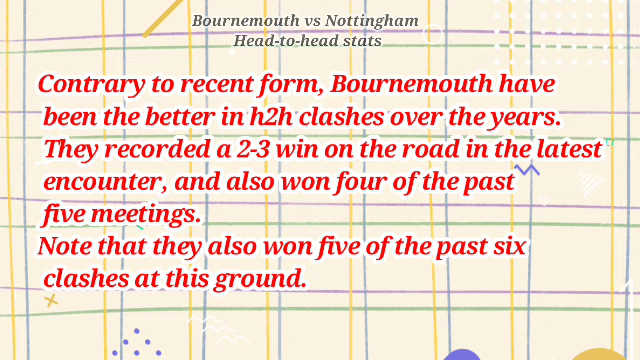 Bournemouth vs Nottingham
Head-to-head stats
Contrary to recent form, Bournemouth have
been the better in h2h clashes over the years.
They recorded a 2-3 win on the road in the latest
encounter, and also won four of the past
five meetings.
Note that they also won five of the past six
clashes at this ground.